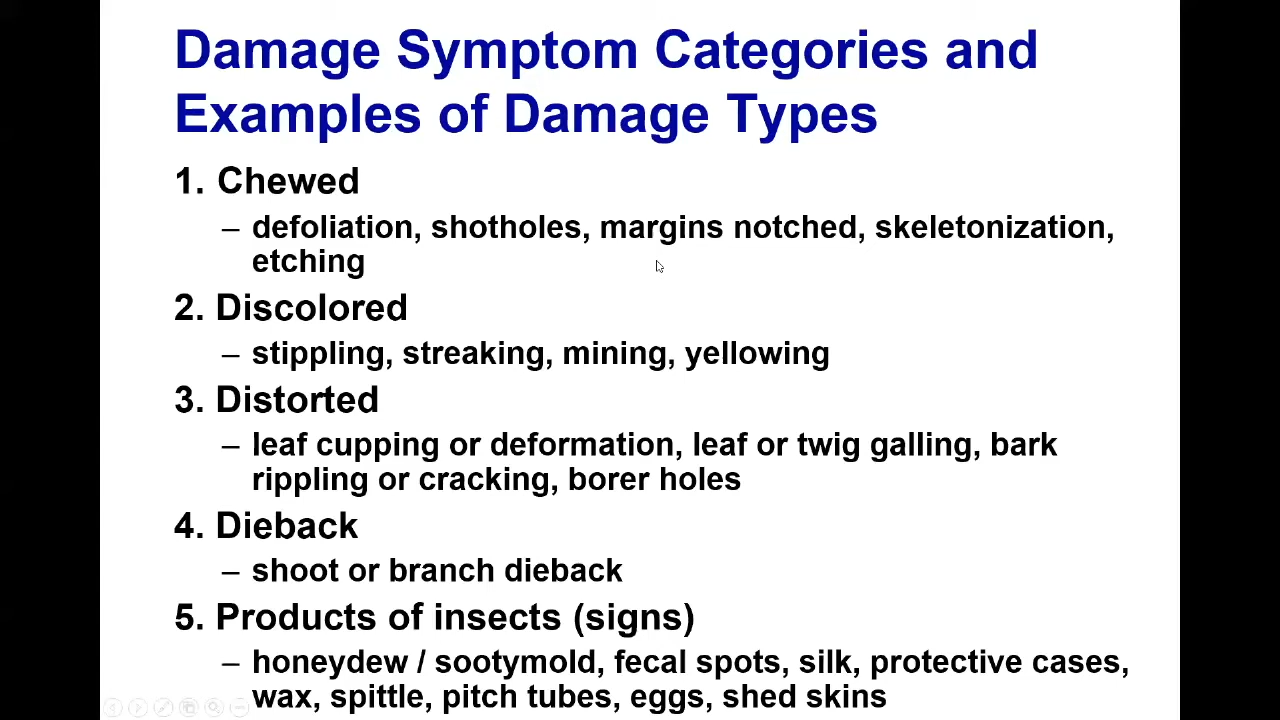 Damage Symptom Categories and
Examples of Damage Types
1. Chewed
– defoliation, shotholes, margins notched, skeletonization,
etching
2. Discolored
– stippling, streaking, mining, yellowing
3. Distorted
– leaf cupping or deformation, leaf or twig galling, bark
rippling or cracking, borer holes
4. Dieback
– shoot or branch dieback
5. Products of insects (signs)
– honeydew / sootymold, fecal spots, silk, protective cases,
wax, spittle, pitch tubes, eggs, shed skins